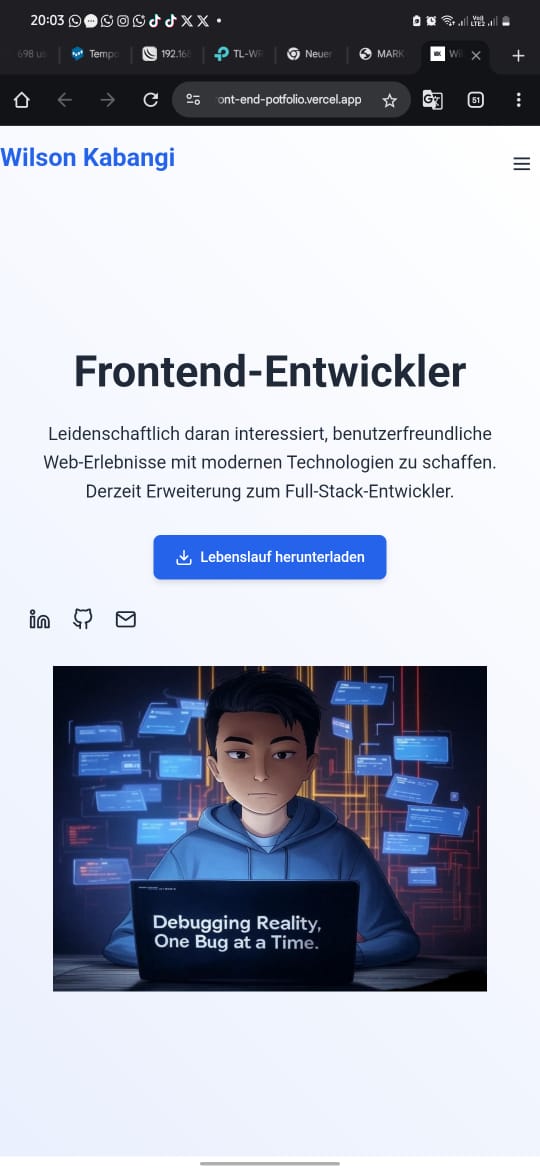 20:03
698 u
Tempo
192.168
TL-WR
Neuer
MARK
Wil
ont-end-potfolio.vercel.app
51
Wilson Kabangi
Frontend-Entwickler
Leidenschaftlich daran interessiert, benutzerfreundliche
Web-Erlebnisse mit modernen Technologien zu schaffen.
Derzeit Erweiterung zum Full-Stack-Entwickler.
Lebenslauf herunterladen
Debugging Reality,
One Bug at a Time.